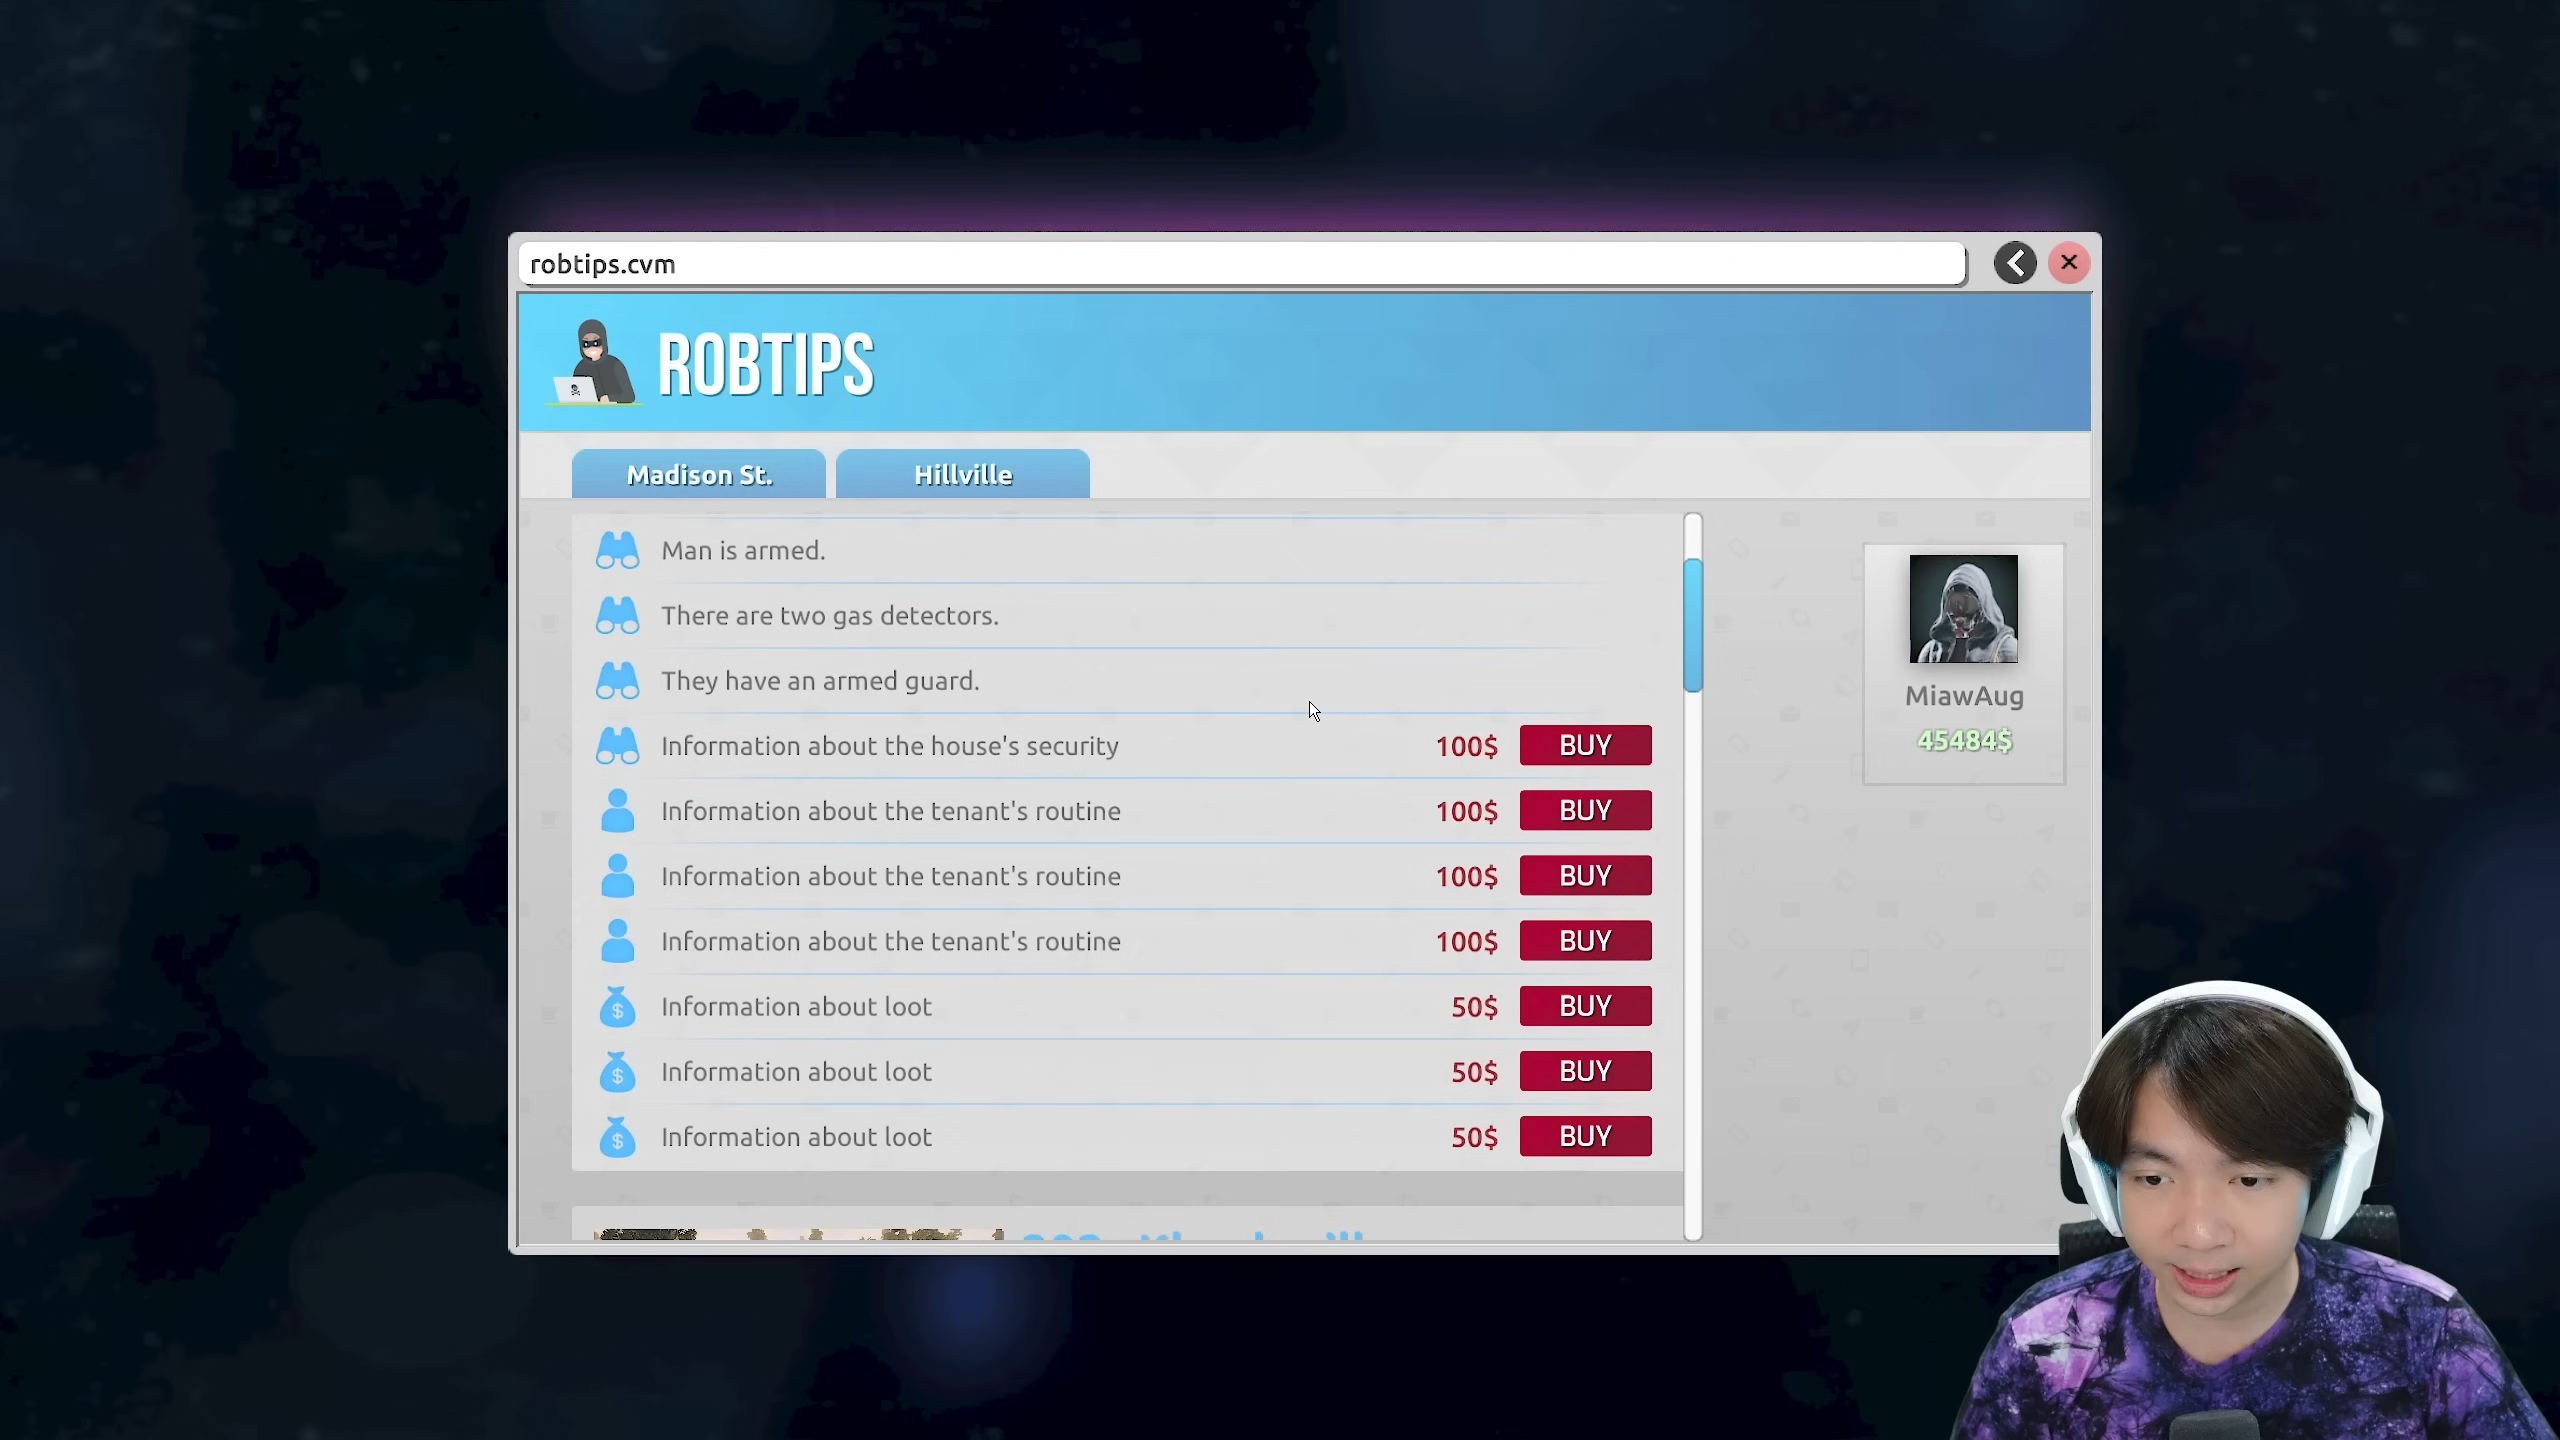 robtips.cvm
ROBTIPS
Madison St.
Hillville
Man is armed.
There are two gas detectors.
They have an armed guard.
MiawAug
45484$
Information about the house's security 100$ BUY
Information about the tenant's routine 100$ BUY
Information about the tenant's routine 100$ BUY
Information about the tenant's routine 100$ BUY
Information about loot 50$ BUY
Information about loot 50$ BUY
Information about loot 50$ BUY